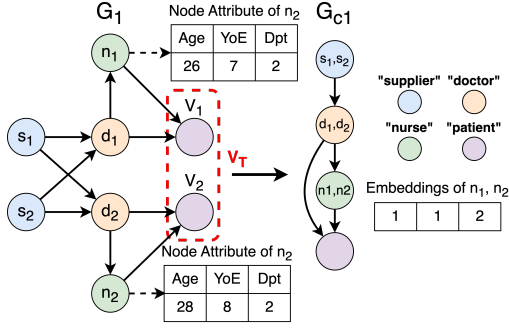 G1
Node Attribute of n2
Age YoE Dpt
26 7 2
n1
V1
s1
d1
V2
s2
d2
n2
VT
Node Attribute of n2
Age YoE Dpt
28 8 2
Gc1
s1,s2
d1,d2
n1,n2
"supplier" "doctor"
"nurse" "patient"
Embeddings of n1, n2
1 1 2